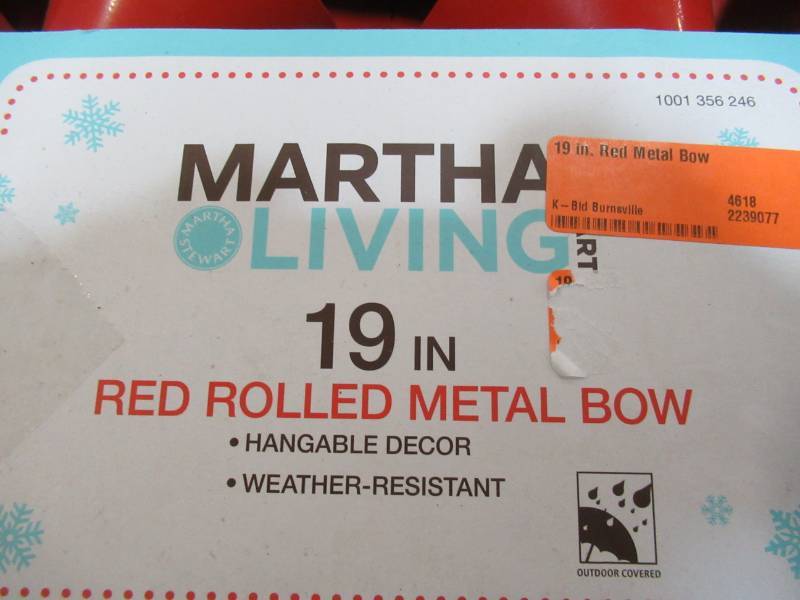 1001 356 246
MARTHA
19 in. Red Metal Bow
K-Bid Burnsville
4618
2239077
MARTHA
STEWART
LIVING
19 IN
RED ROLLED METAL BOW
• HANGABLE DECOR
• WEATHER-RESISTANT
OUTDOOR COVERED